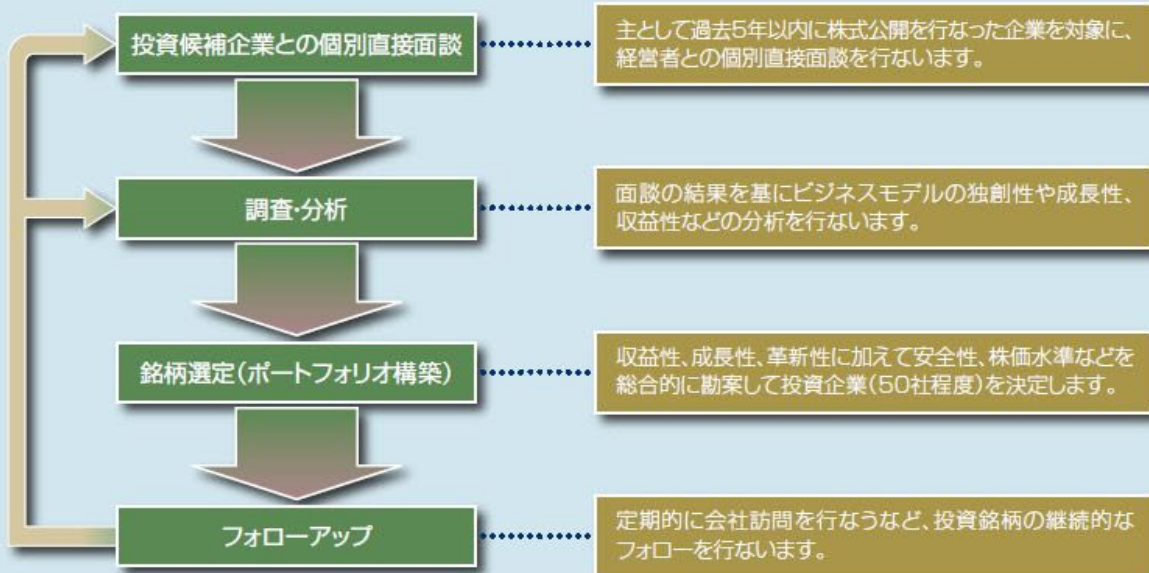 投資候補企業との個別直接面談
主として過去5年以内に株式公開を行なった企業を対象に、
経営者との個別直接面談を行ないます。
調査・分析
面談の結果を基にビジネスモデルの独創性や成長性、
収益性などの分析を行ないます。
銘柄選定(ポートフォリオ構築)
収益性、成長性、革新性に加えて安全性、株価水準などを
総合的に勘案して投資企業(50社程度)を決定します。
フォローアップ
定期的に会社訪問を行なうなど、投資銘柄の継続的な
フォローを行ないます。